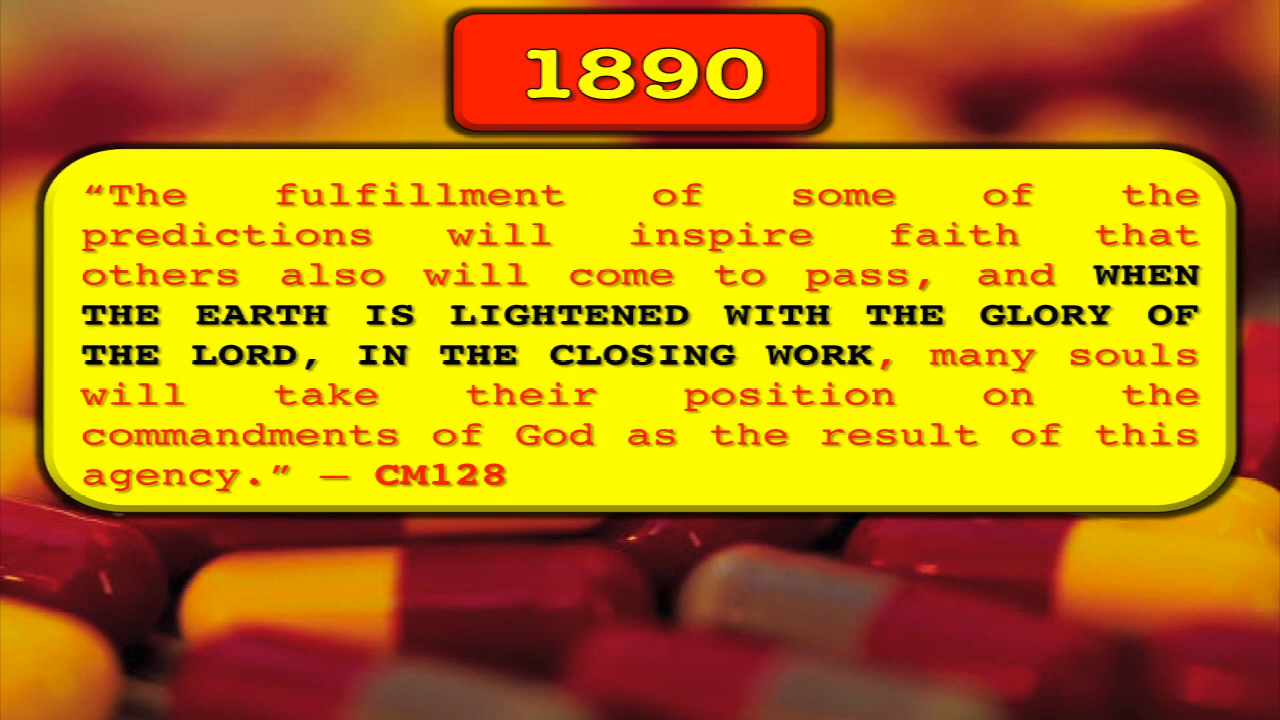 1890
“The fulfillment of some of the
predictions will inspire faith that
others also will come to pass, and WHEN
THE EARTH IS LIGHTENED WITH THE GLORY OF
THE LORD, IN THE CLOSING WORK, many souls
will take their position on the
commandments of God as the result of this
agency.” — CM128